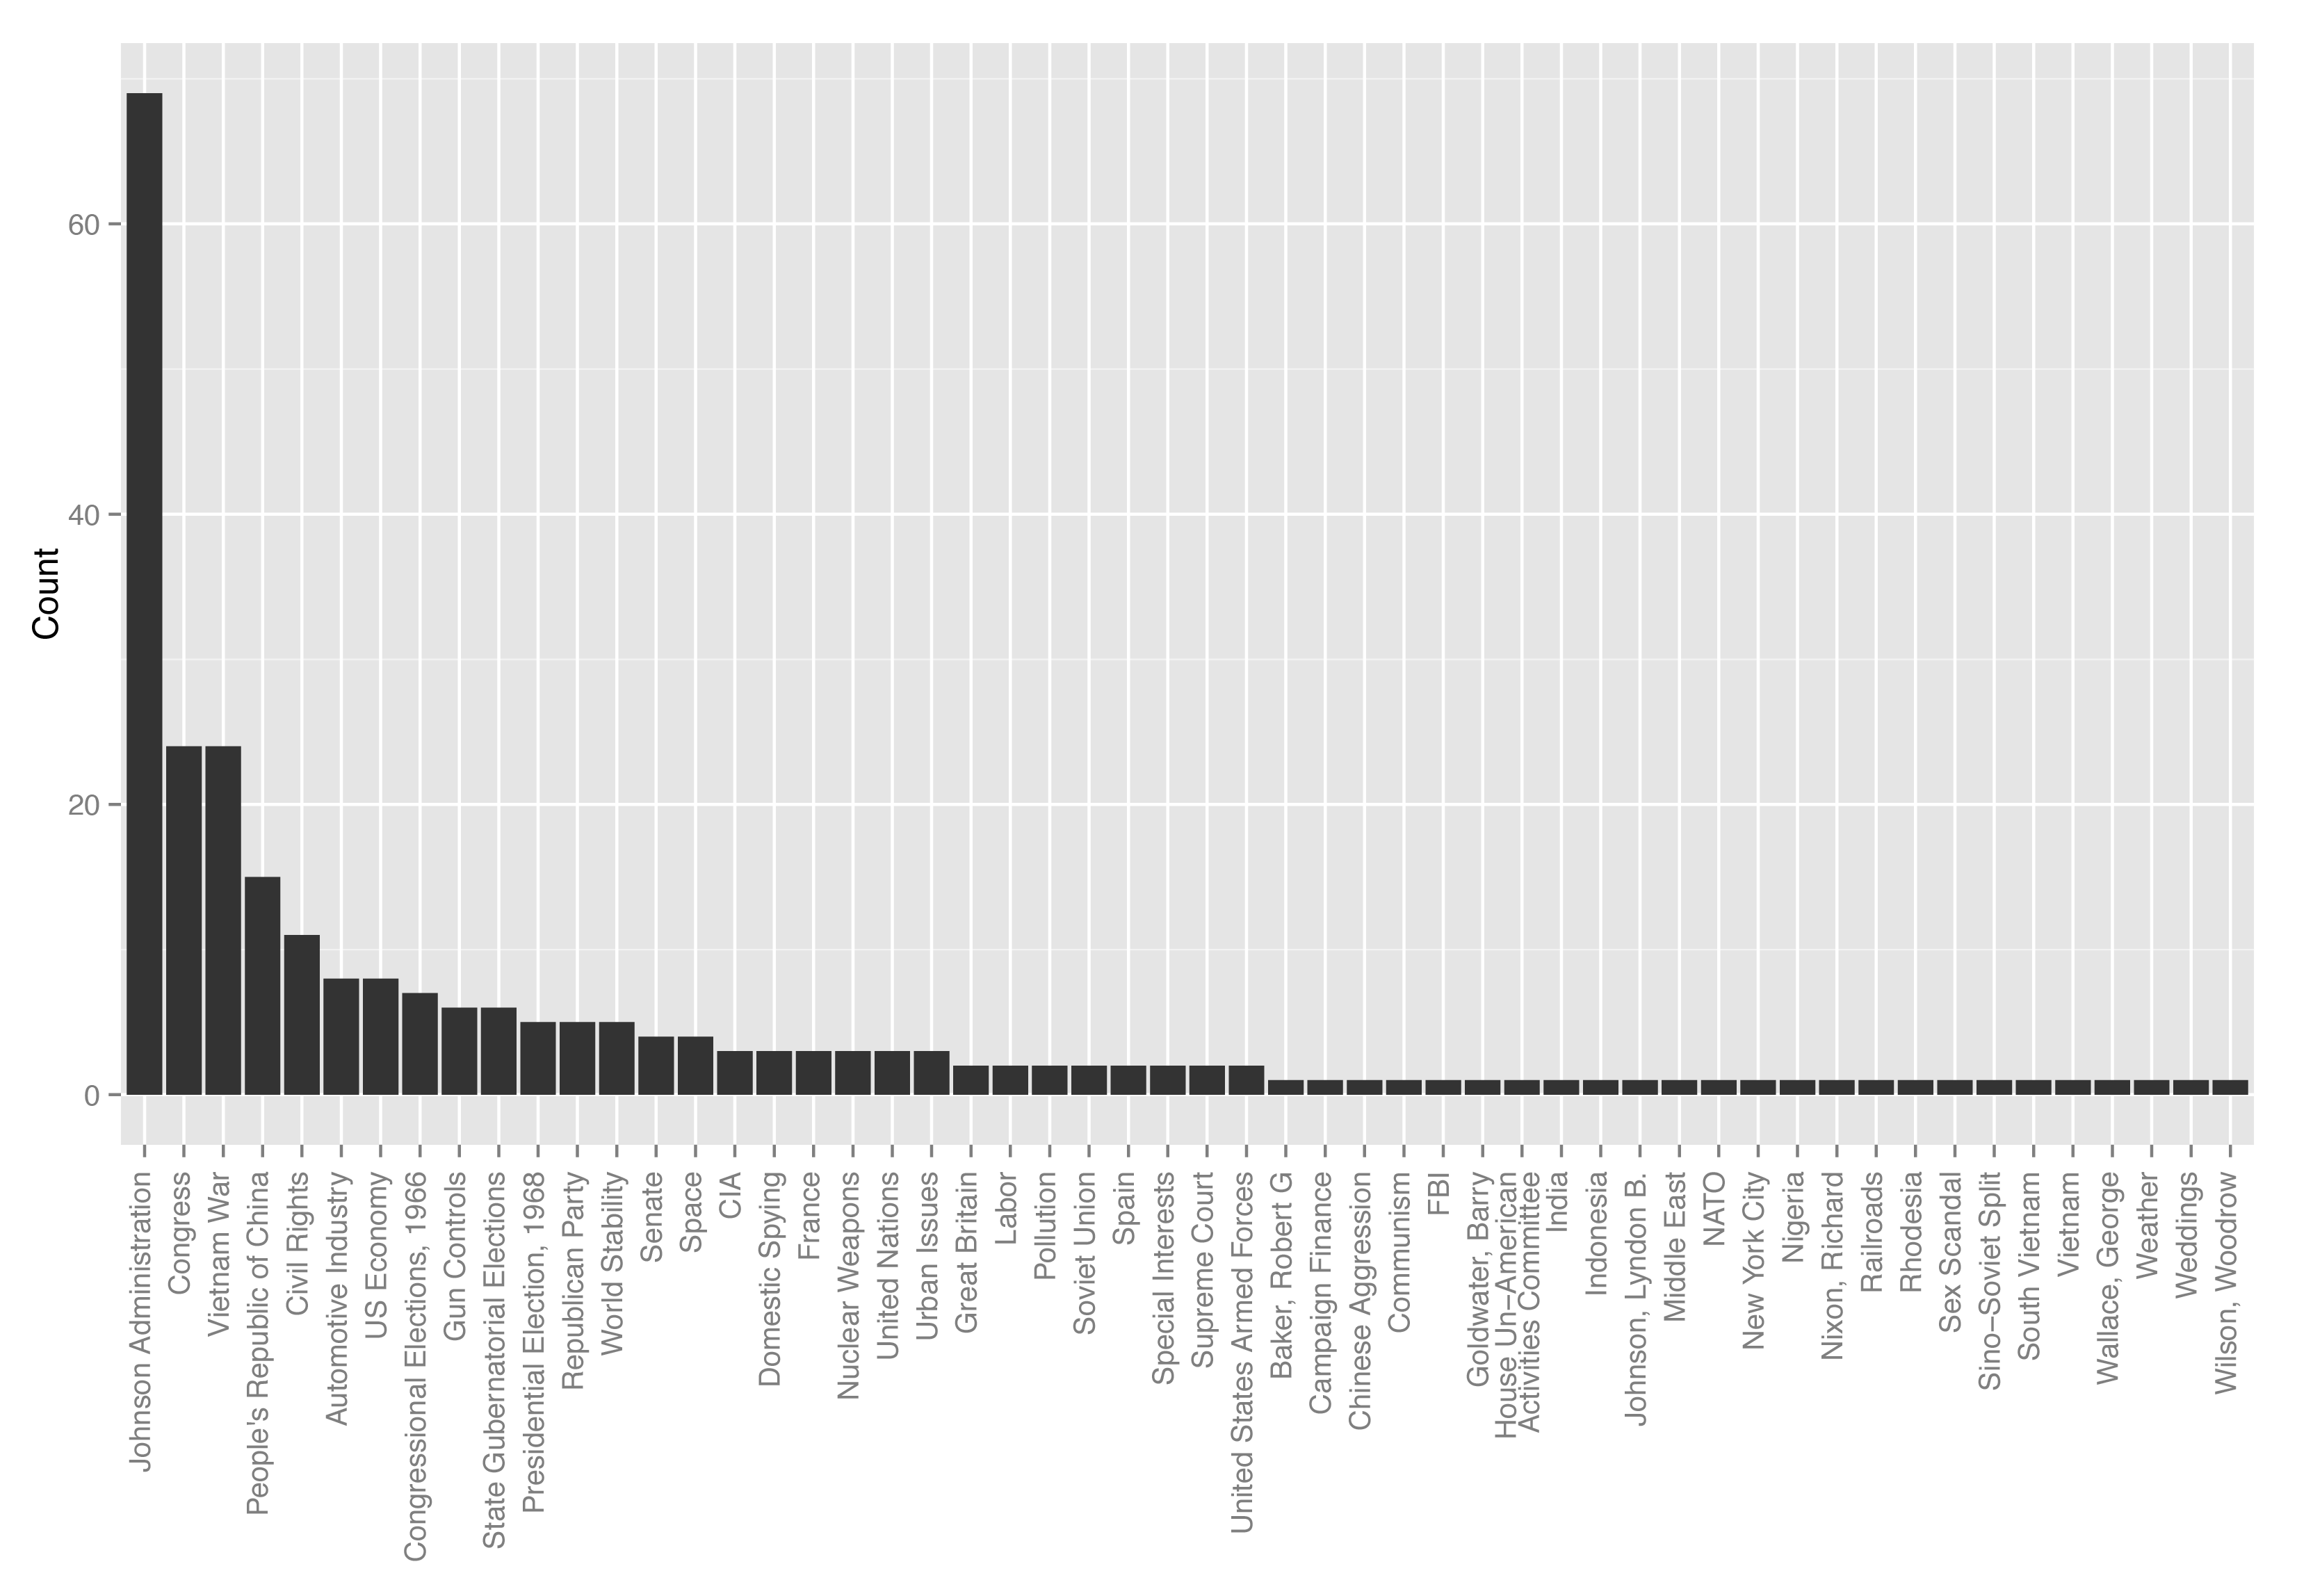 Count
60
40
20
0
Johnson Administration
Congress
Vietnam War
People's Republic of China
Civil Rights
Automotive Industry
US Economy
Congressional Elections, 1966
Gun Controls
State Gubernatorial Elections
Presidential Election, 1968
Republican Party
World Stability
Senate
Space
CIA
Domestic Spying
France
Nuclear Weapons
United Nations
Urban Issues
Great Britain
Labor
Pollution
Soviet Union
Spain
Special Interests
Supreme Court
United States Armed Forces
Baker, Robert G
Campaign Finance
Chinese Aggression
Communism
FBI
Goldwater, Barry
House Un−American
Activities Committee
India
Indonesia
Johnson, Lyndon B.
Middle East
NATO
New York City
Nigeria
Nixon, Richard
Railroads
Rhodesia
Sex Scandal
Sino−Soviet Split
South Vietnam
Vietnam
Wallace, George
Weather
Weddings
Wilson, Woodrow